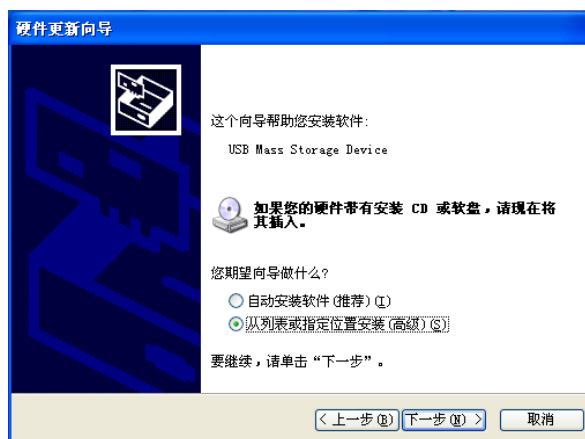 硬件更新向导
这个向导帮助您安装软件:
USB Mass Storage Device
如果您的硬件带有安装 CD 或软盘，请现在将
其插入。
您期望向导做什么?
自动安装软件(推荐)(I)
从列表或指定位置安装(高级)(S)
要继续，请单击“下一步”。
< 上一步(B) 下一步(N) > 取消